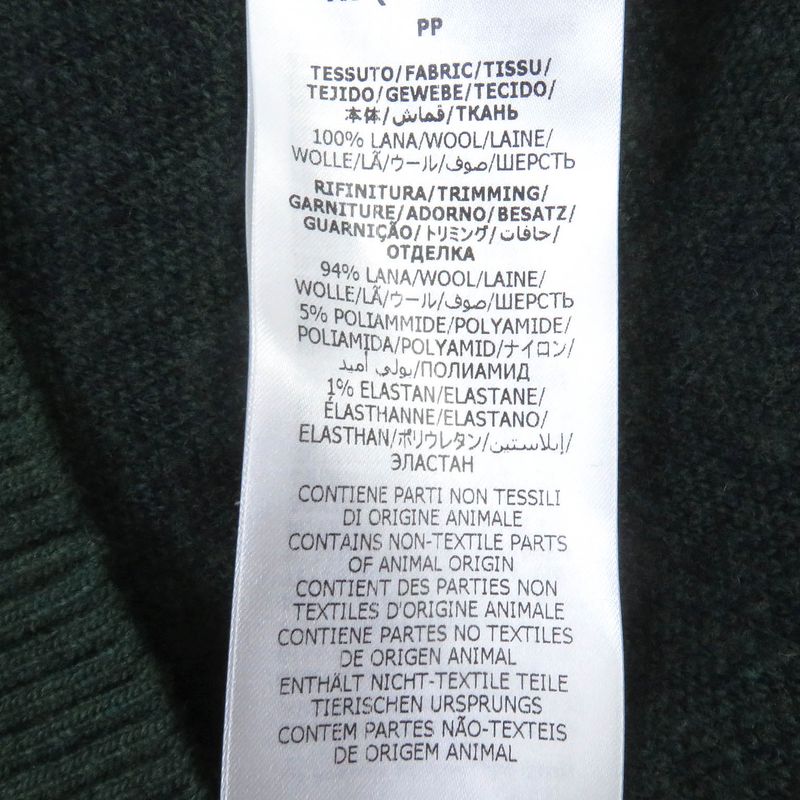 PP
TESSUTO/FABRIC/TISSU/
TEJIDO/GEWEBE/TECIDO/
本体/قماش/ТКАНЬ
100% LANA/WOOL/LAINE/
WOLLE/LÃ/ウール/صوف/ШЕРСТЬ
RIFINITURA/TRIMMING/
GARNITURE/ADORNO/BESATZ/
GUARNIÇÃO/トリミング/حافات/
ОТДЕЛКА
94% LANA/WOOL/LAINE/
WOLLE/LÃ/ウール/صوف/ШЕРСТЬ
5% POLIAMMIDE/POLYAMIDE/
POLIAMIDA/POLYAMID/ナイロン/
بولي أميد/ПОЛИАМИД
1% ELASTAN/ELASTANE/
ÉLASTHANNE/ELASTANO/
ELASTHAN/ポリウレタン/إيلاستين/
ЭЛАСТАН
CONTIENE PARTI NON TESSILI
DI ORIGINE ANIMALE
CONTAINS NON-TEXTILE PARTS
OF ANIMAL ORIGIN
CONTIENT DES PARTIES NON
TEXTILES D'ORIGINE ANIMALE
CONTIENE PARTES NO TEXTILES
DE ORIGEN ANIMAL
ENTHÄLT NICHT-TEXTILE TEILE
TIERISCHEN URSPRUNGS
CONTÉM PARTES NÃO-TEXTEIS
DE ORIGEM ANIMAL